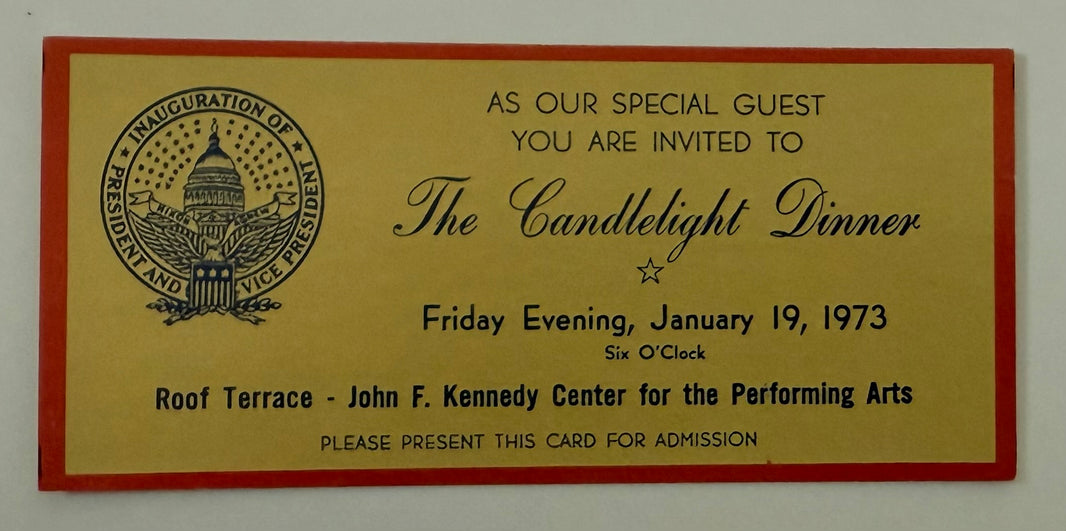 INAUGURATION OF
PRESIDENT AND VICE PRESIDENT
NIXON AGNEW
AS OUR SPECIAL GUEST
YOU ARE INVITED TO
The Candlelight Dinner
Friday Evening, January 19, 1973
Six O'Clock
Roof Terrace - John F. Kennedy Center for the Performing Arts
PLEASE PRESENT THIS CARD FOR ADMISSION